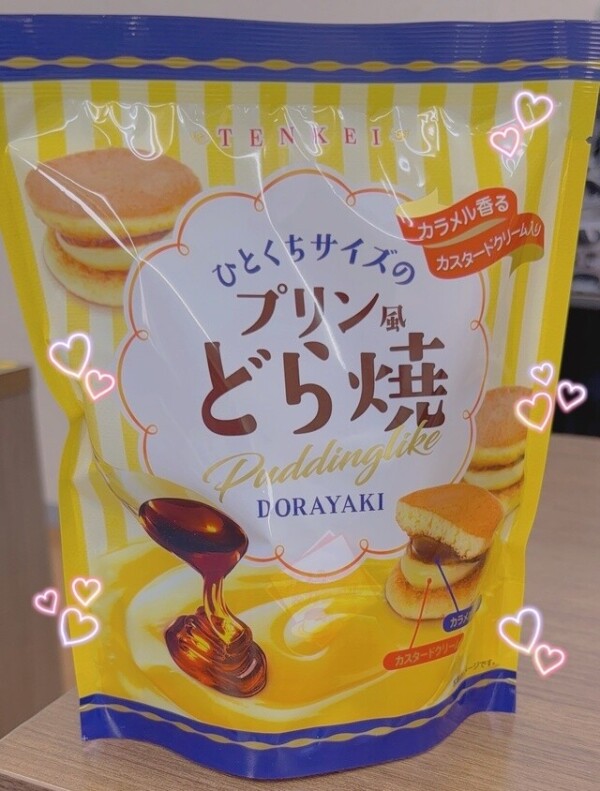 TENKEI
カラメル香る
カスタードクリーム入り
ひとくちサイズの
プリン風
どら焼
Puddinglike
DORAYAKI
カラメ
カスタードクリーム